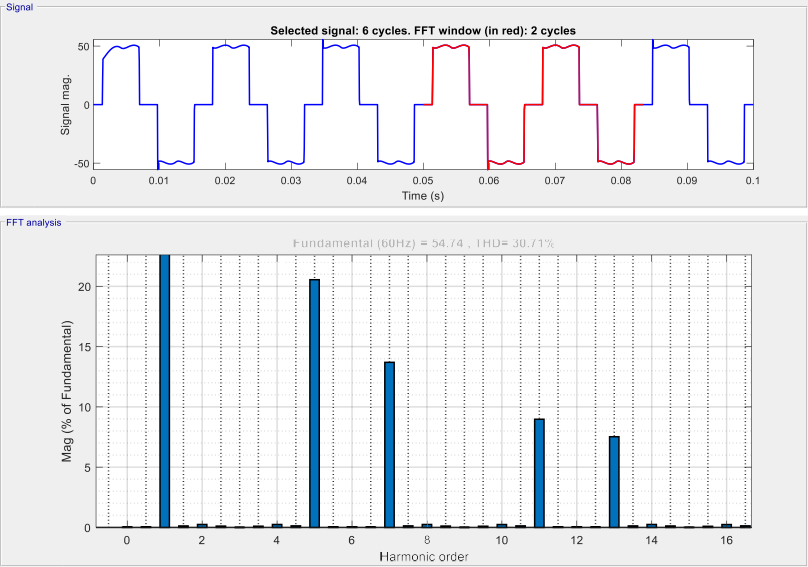 Signal
Selected signal: 6 cycles. FFT window (in red): 2 cycles
50
0
-50
Signal mag.
0 0.01 0.02 0.03 0.04 0.05 0.06 0.07 0.08 0.09 0.1
Time (s)
FFT analysis
Fundamental (60Hz) = 54.74 , THD= 30.71%
20
15
10
5
0
Mag (% of Fundamental)
0 2 4 6 8 10 12 14 16
Harmonic order